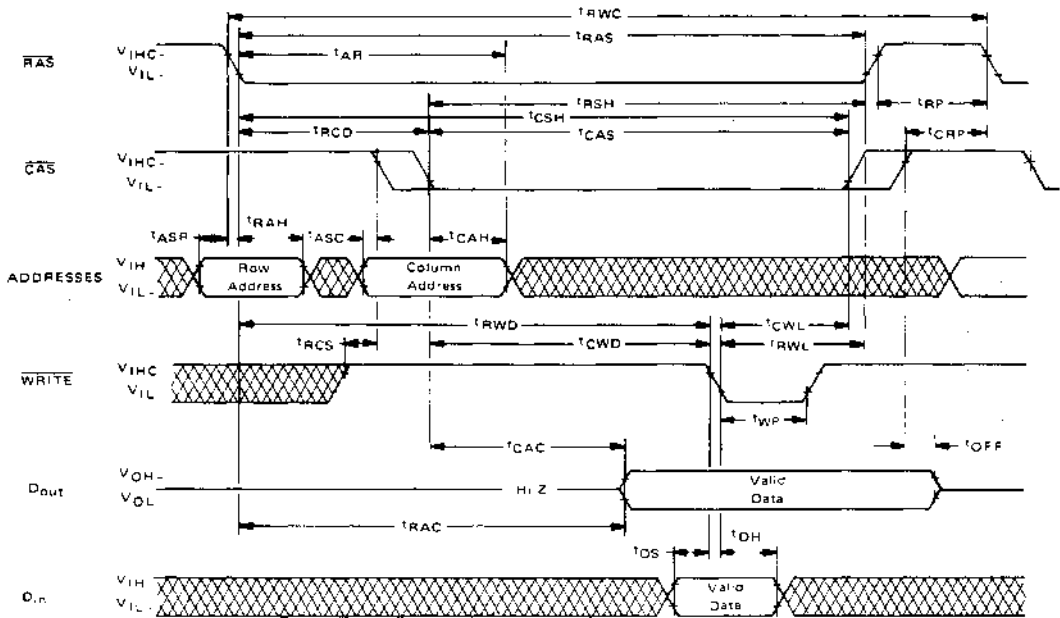 tRWC
tRAS
tAR
RAS
VIHC-
VIL-
tRSH
tRP
tCSH
tRCD
tCAS
tCRP
CAS
VIHC-
VIL-
tASR
tRAH
tASC
tCAH
ADDRESSES
VIH
VIL-
Row
Address
Column
Address
tRWD
tCWL
tRCS
tCWD
tRWL
WRITE
VIHC
VIL
tWP
tCAC
tOFF
Dout
VOH-
VOL
Hi Z
Valid
Data
tRAC
tDS
tDH
Din
VIH
VIL-
Valid
Data